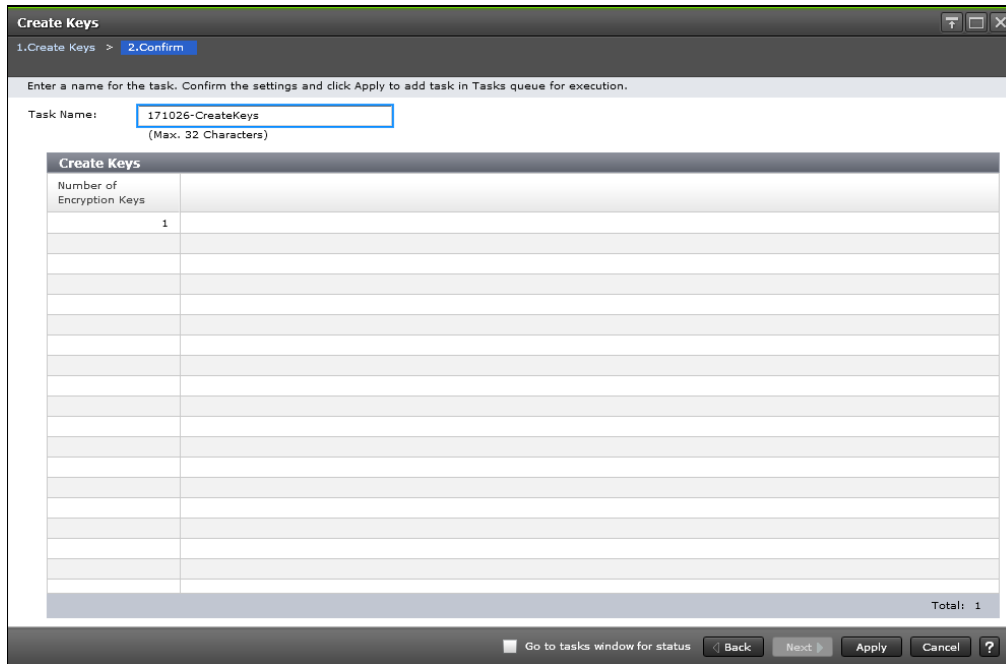 Create Keys
1.Create Keys > 2.Confirm
Enter a name for the task. Confirm the settings and click Apply to add task in Tasks queue for execution.
Task Name: 171026-CreateKeys
(Max. 32 Characters)
Create Keys
Number of
Encryption Keys
1
Total: 1
Go to tasks window for status Back Next Apply Cancel ?